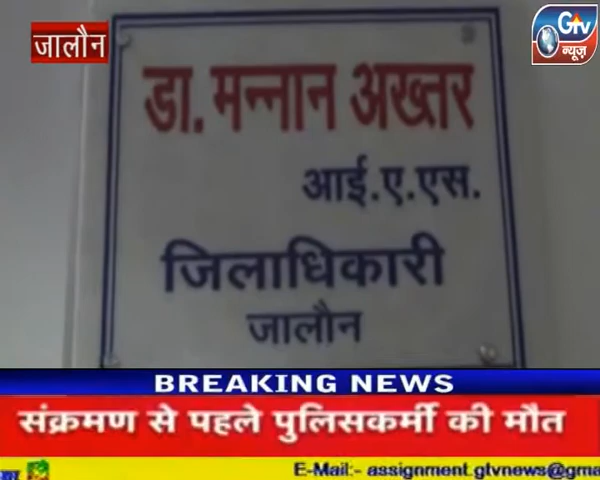 जालौन
Gtv
न्यूज़
डा. मन्नान अख्तर
आई.ए.एस.
जिलाधिकारी
जालौन
BREAKING NEWS
संक्रमण से पहले पुलिसकर्मी की मौत
E-Mail:- assignment.gtvnews@gma